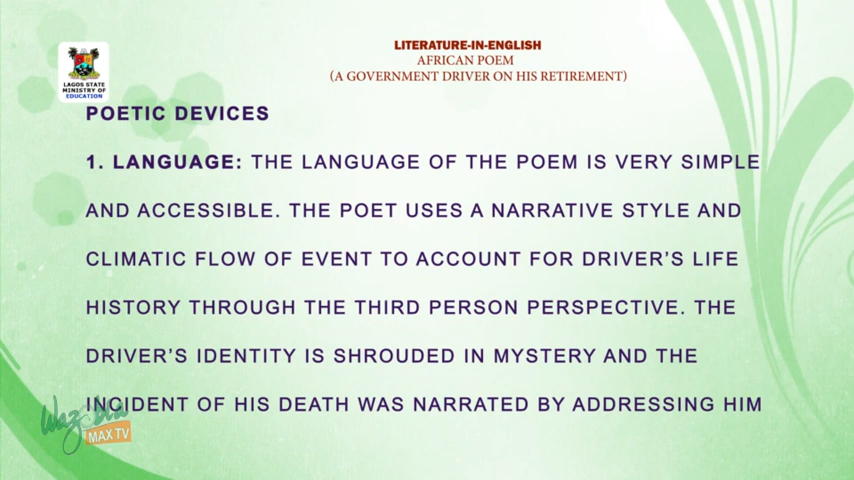 LITERATURE-IN-ENGLISH
AFRICAN POEM
(A GOVERNMENT DRIVER ON HIS RETIREMENT)
LAGOS STATE
MINISTRY OF
EDUCATION
POETIC DEVICES
1. LANGUAGE: THE LANGUAGE OF THE POEM IS VERY SIMPLE
AND ACCESSIBLE. THE POET USES A NARRATIVE STYLE AND
CLIMATIC FLOW OF EVENT TO ACCOUNT FOR DRIVER'S LIFE
HISTORY THROUGH THE THIRD PERSON PERSPECTIVE. THE
DRIVER'S IDENTITY IS SHROUDED IN MYSTERY AND THE
INCIDENT OF HIS DEATH WAS NARRATED BY ADDRESSING HIM
Wazobia
MAX TV